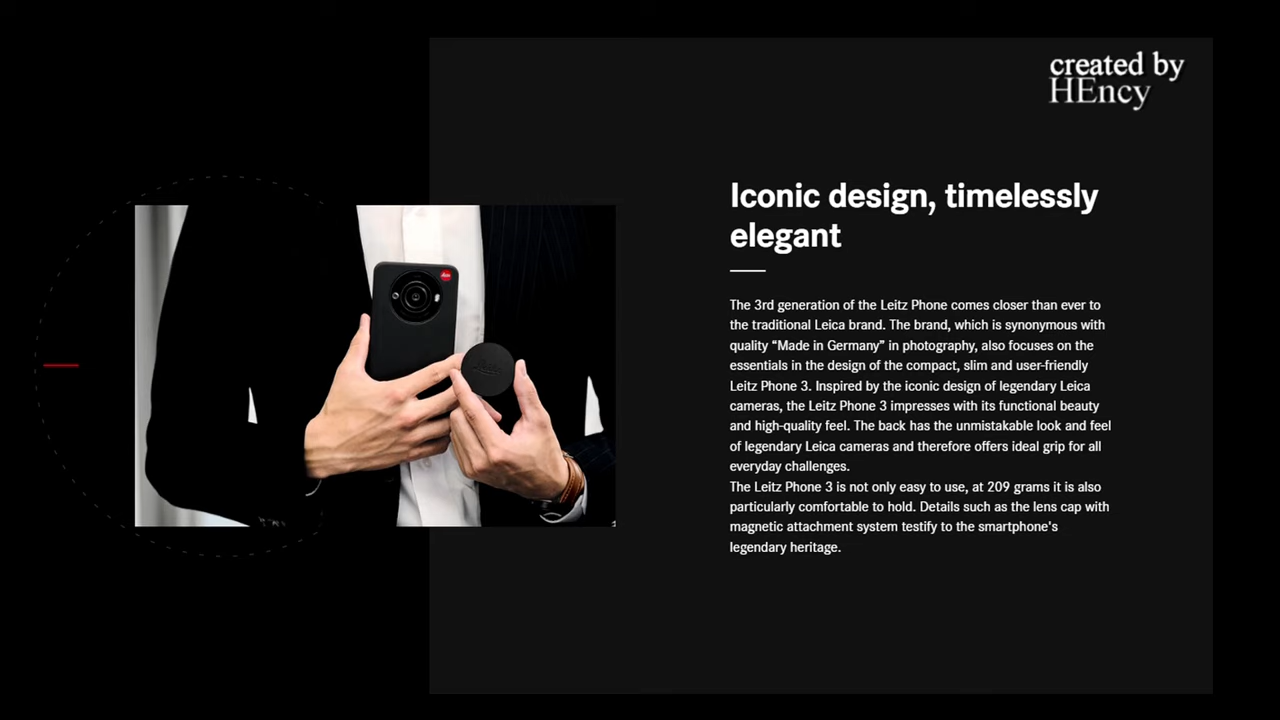 created by
HEncy
Iconic design, timelessly
elegant
The 3rd generation of the Leitz Phone comes closer than ever to
the traditional Leica brand. The brand, which is synonymous with
quality “Made in Germany” in photography, also focuses on the
essentials in the design of the compact, slim and user-friendly
Leitz Phone 3. Inspired by the iconic design of legendary Leica
cameras, the Leitz Phone 3 impresses with its functional beauty
and high-quality feel. The back has the unmistakable look and feel
of legendary Leica cameras and therefore offers ideal grip for all
everyday challenges.
The Leitz Phone 3 is not only easy to use, at 209 grams it is also
particularly comfortable to hold. Details such as the lens cap with
magnetic attachment system testify to the smartphone's
legendary heritage.